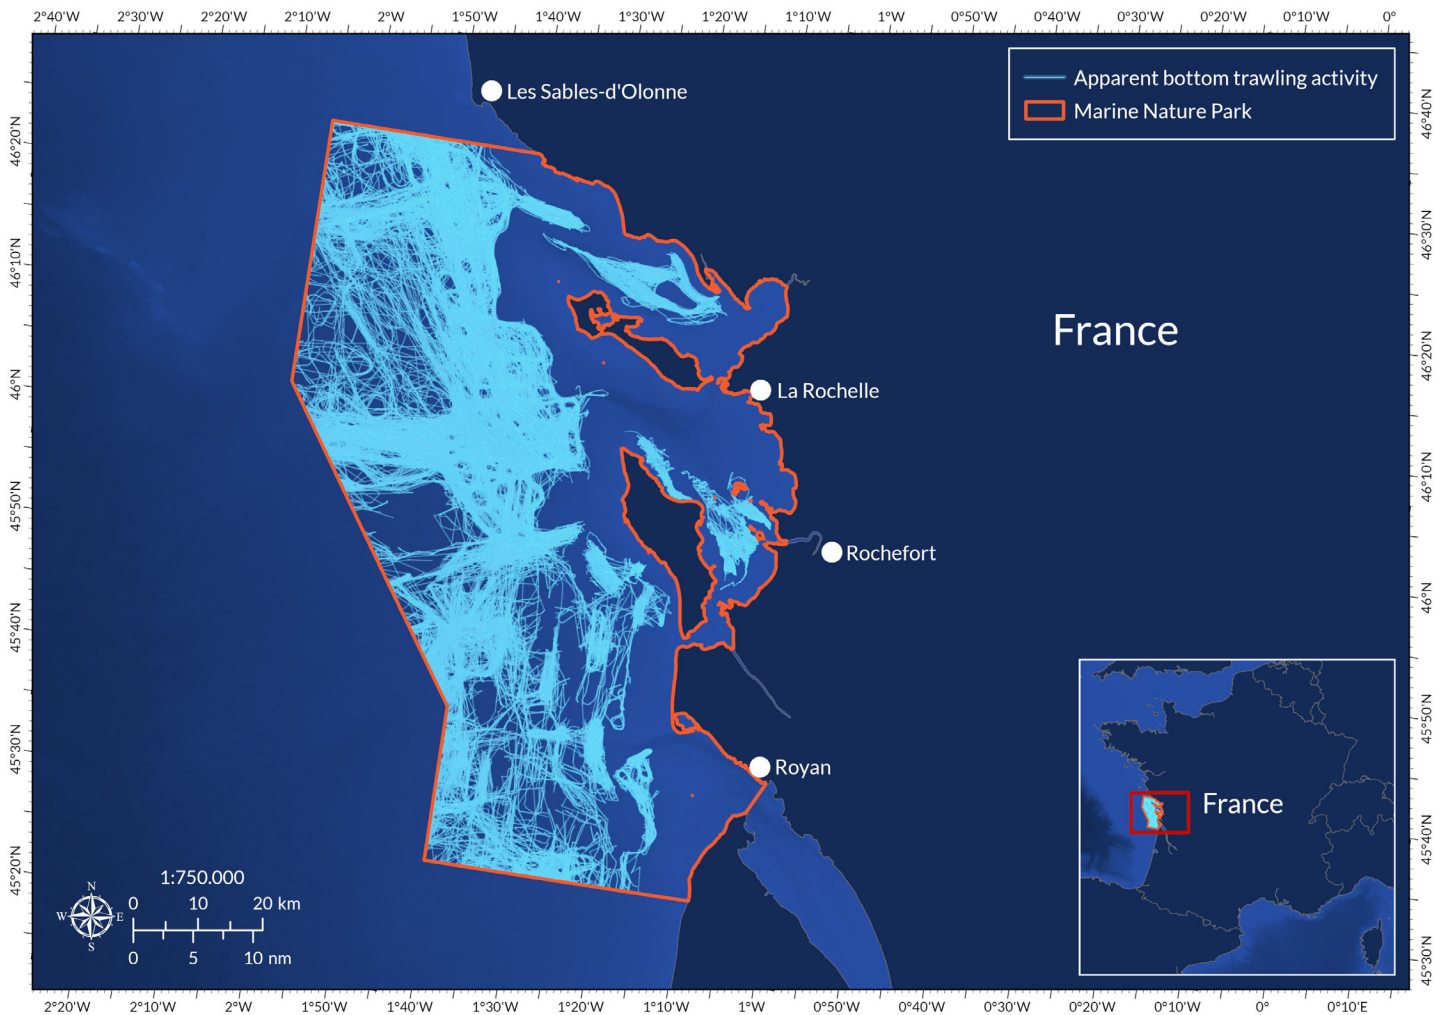 2°40'W 2°30'W 2°20'W 2°10'W 2°W 1°50'W 1°40'W 1°30'W 1°20'W 1°10'W 1°W 0°50'W 0°40'W 0°30'W 0°20'W 0°10'W 0°
Les Sables-d'Olonne
Apparent bottom trawling activity
Marine Nature Park
46°20'N
46°10'N
46°N
45°50'N
45°40'N
45°30'N
45°20'N
46°40'N
46°30'N
46°20'N
46°10'N
46°N
45°50'N
45°40'N
45°30'N
France
La Rochelle
Rochefort
Royan
France
1:750.000
N
W E
S
0 10 20 km
0 5 10 nm
2°20'W 2°10'W 2°W 1°50'W 1°40'W 1°30'W 1°20'W 1°10'W 1°W 0°50'W 0°40'W 0°30'W 0°20'W 0°10'W 0° 0°10'E